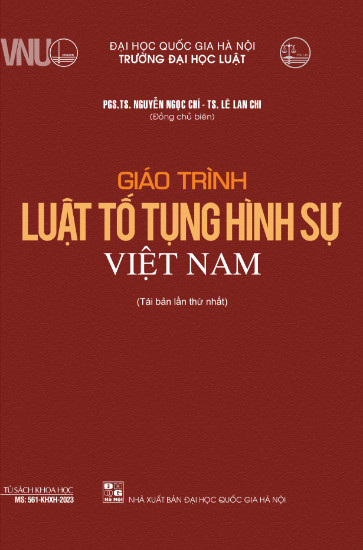 VNU
ĐẠI HỌC QUỐC GIA HÀ NỘI
TRƯỜNG ĐẠI HỌC LUẬT
PGS.TS. NGUYỄN NGỌC CHÍ - TS. LÊ LAN CHI
(Đồng chủ biên)
GIÁO TRÌNH
LUẬT TỐ TỤNG HÌNH SỰ
VIỆT NAM
(Tái bản lần thứ nhất)
TỦ SÁCH KHOA HỌC
MS: 561-KHXH-2023
NHÀ XUẤT BẢN ĐẠI HỌC QUỐC GIA HÀ NỘI